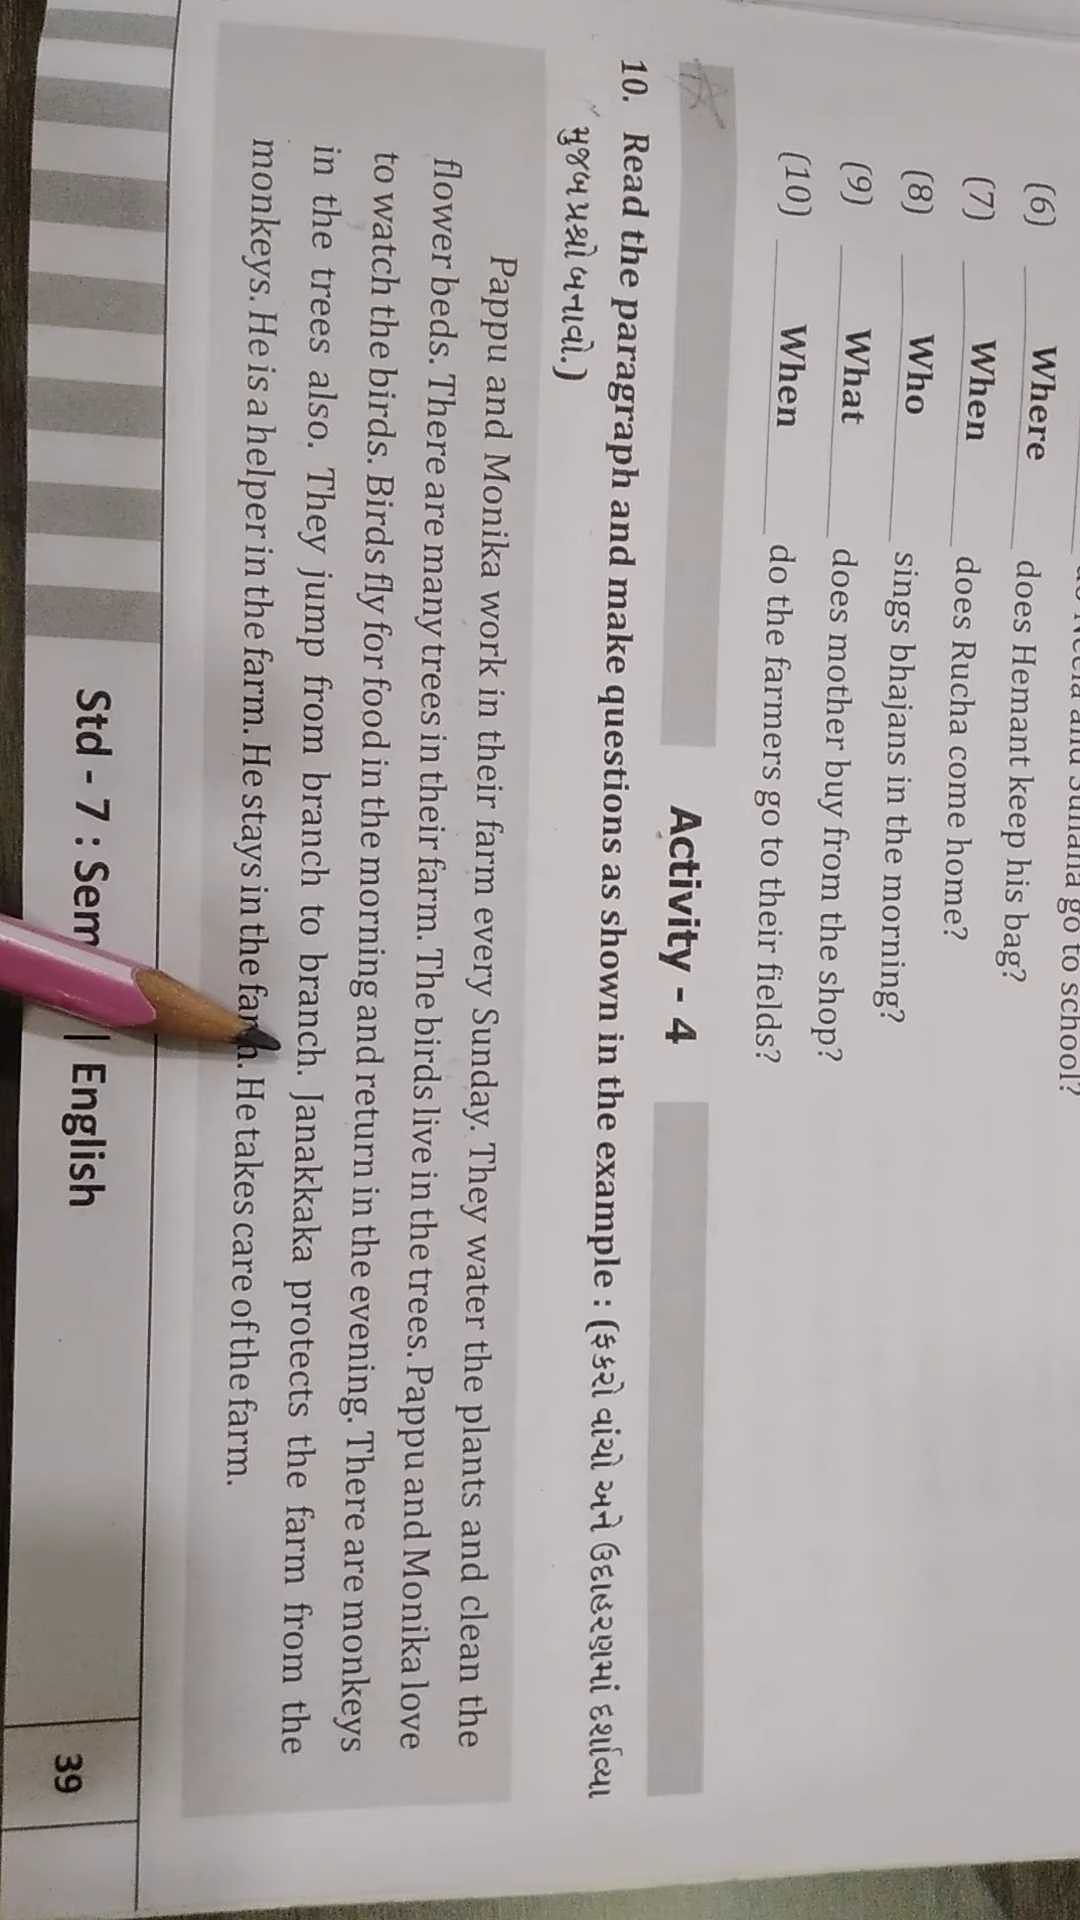 go to school?
(6) Where does Hemant keep his bag?
(7) When does Rucha come home?
(8) Who sings bhajans in the morning?
(9) What does mother buy from the shop?
(10) When do the farmers go to their fields?
Activity - 4
10. Read the paragraph and make questions as shown in the example : (ફકરો વાંચો અને ઉદાહરણમાં દર્શાવ્યા
મુજબ પ્રશ્નો બનાવો.)
Pappu and Monika work in their farm every Sunday. They water the plants and clean the
flower beds. There are many trees in their farm. The birds live in the trees. Pappu and Monika love
to watch the birds. Birds fly for food in the morning and return in the evening. There are monkeys
in the trees also. They jump from branch to branch. Janakkaka protects the farm from the
monkeys. He is a helper in the farm. He stays in the farm. He takes care of the farm.
Std - 7 : Sem | English
39